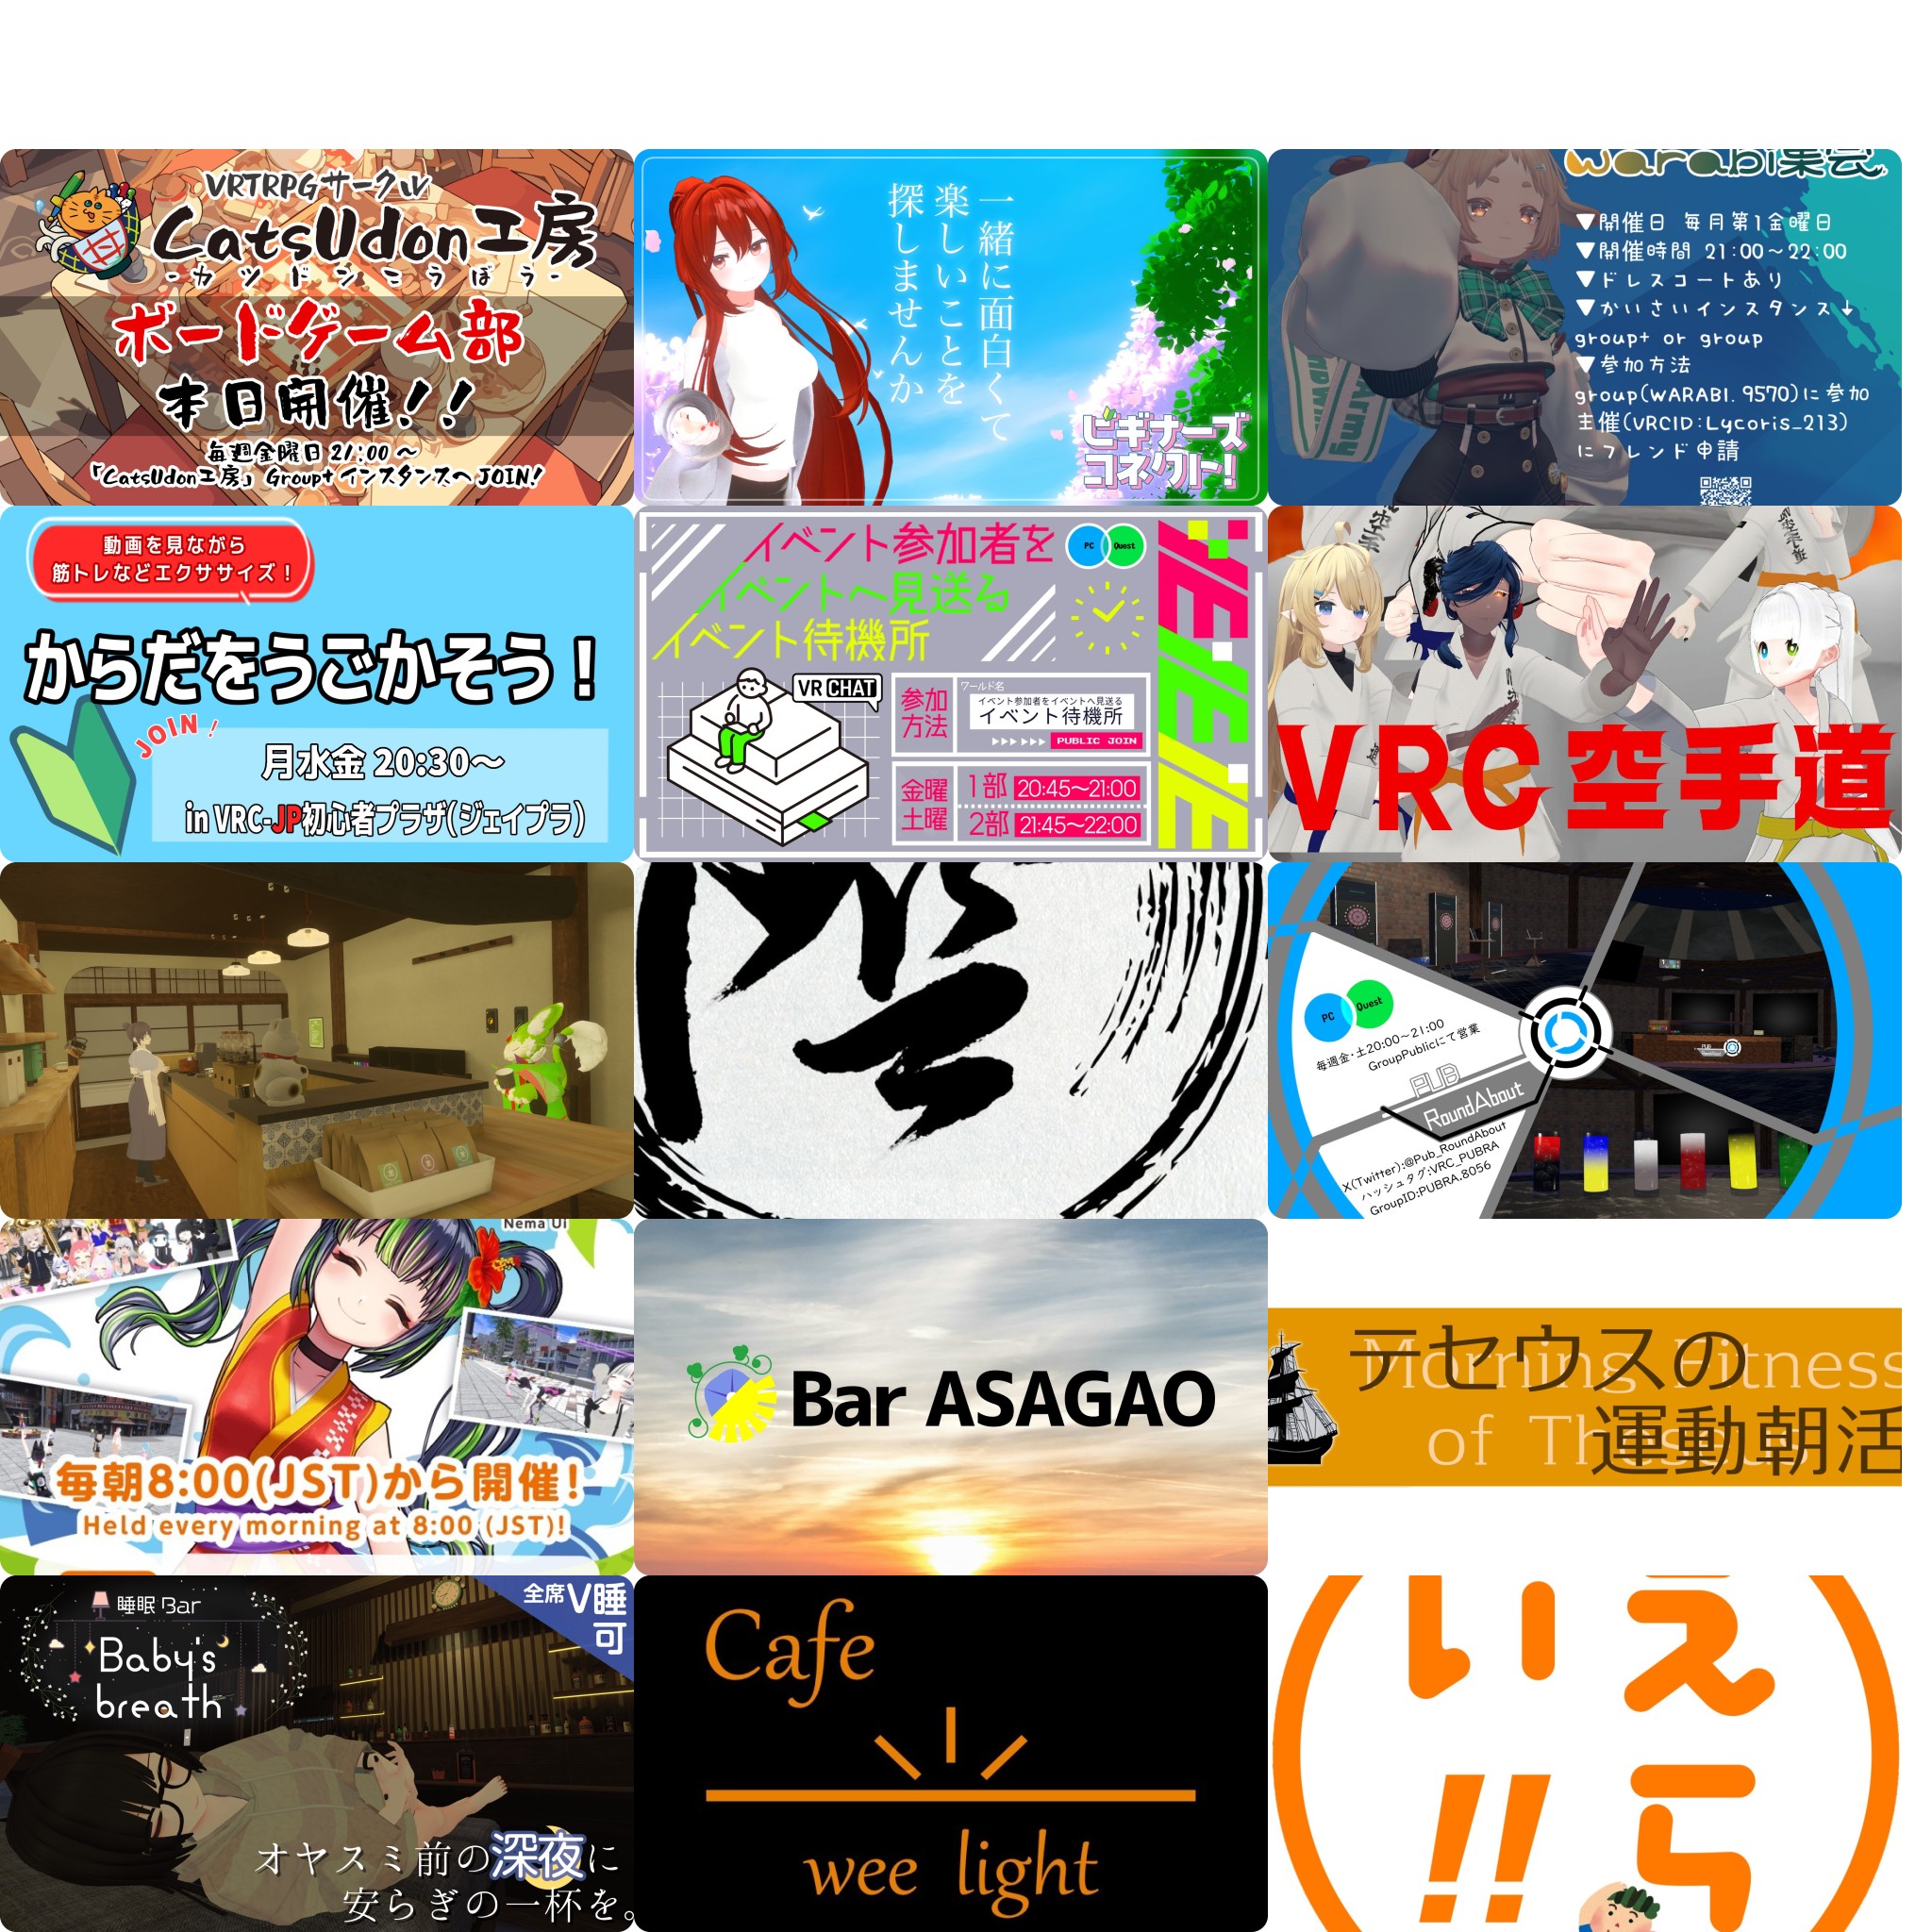 VRTRPGサークル
CatsUdon工房
-カツドンこうぼう-
ボードゲーム部
本日開催!!
毎週金曜日 21:00 ～
「CatsUdon工房」 Group+ インスタンスへ JOIN!
一緒に面白くて
楽しいことを
探しませんか
ビギナーズ
コネクト!
warabi集会
▼開催日 毎月第1金曜日
▼開催時間 21:00～22:00
▼ドレスコートあり
▼かいさいインスタンス↓
group+ or group
▼参加方法
group(WARABI.9570)に参加
主催(VRCID:Lycoris_213)
にフレンド申請
動画を見ながら
筋トレなどエクササイズ！
からだをうごかそう！
JOIN！
月水金 20:30～
in VRC-JP初心者プラザ(ジェイプラ)
イベント参加者を
イベントへ見送る
イベント待機所
PC Quest
VRCHAT
参加
方法
ワールド名
イベント参加者をイベントへ見送る
イベント待機所
PUBLIC JOIN
金曜
土曜
1部 20:45～21:00
2部 21:45～22:00
VRC空手道
PC Quest
毎週金・土20:00～21:00
GroupPublicにて営業
PUB
RoundAbout
X(Twitter):@Pub_RoundAbout
ハッシュタグ:VRC_PUBRA
GroupID:PUBRA.8056
Nema Ui
毎朝8:00(JST)から開催!
Held every morning at 8:00 (JST)!
Bar ASAGAO
テセウスの
Morning Fitness
運動朝活
of
睡眠Bar
Baby's
breath
全席V睡
可
オヤスミ前の深夜に
安らぎの一杯を。
Cafe
wee light
えら
い!!